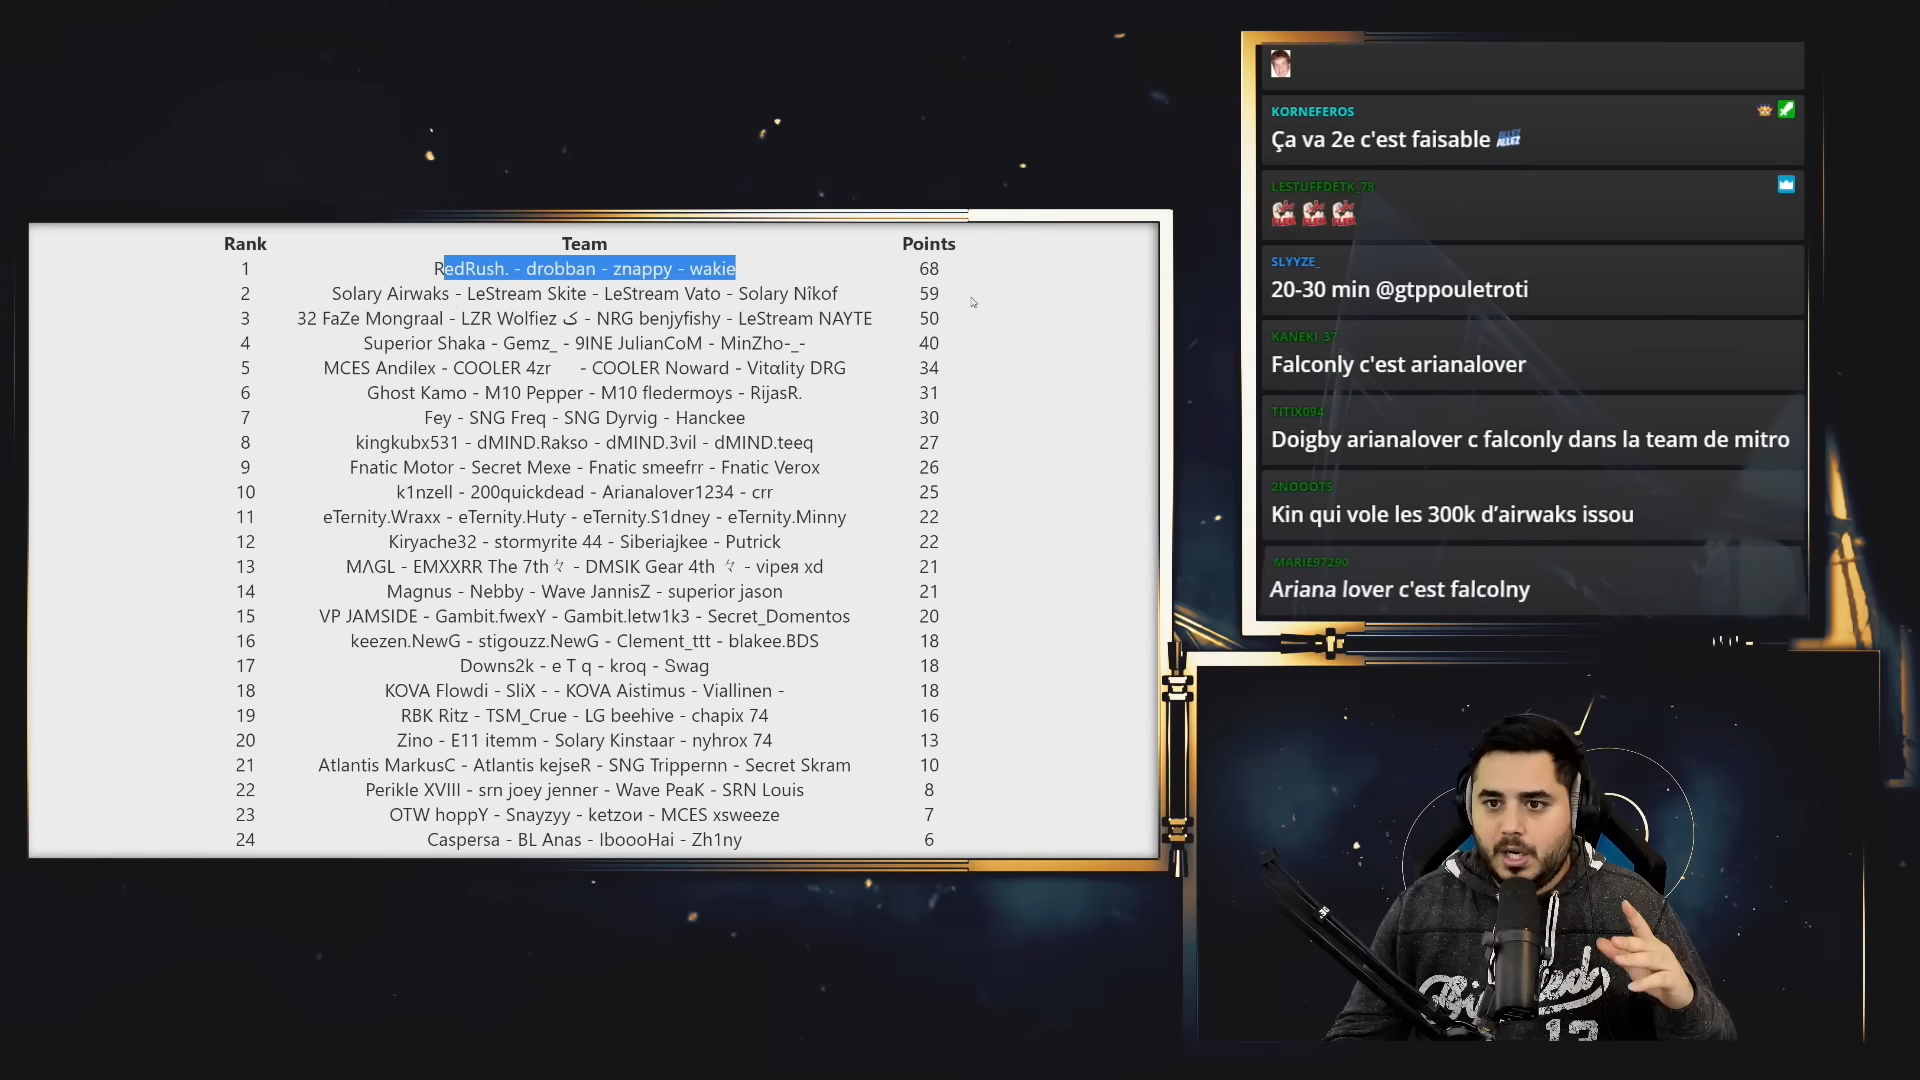 Rank Team Points
1 RedRush. - drobban - znappy - wakie 68
2 Solary Airwaks - LeStream Skite - LeStream Vato - Solary Nîkof 59
3 32 FaZe Mongraal - LZR Wolfiez ک - NRG benjyfishy - LeStream NAYTE 50
4 Superior Shaka - Gemz_ - 9INE JulianCoM - MinZho-_- 40
5 MCES Andilex - COOLER 4zr - COOLER Noward - Vitαlity DRG 34
6 Ghost Kamo - M10 Pepper - M10 fledermoys - RijasR. 31
7 Fey - SNG Freq - SNG Dyrvig - Hanckee 30
8 kingkubx531 - dMIND.Rakso - dMIND.3vil - dMIND.teeq 27
9 Fnatic Motor - Secret Mexe - Fnatic smeefrr - Fnatic Verox 26
10 k1nzell - 200quickdead - Arianalover1234 - crr 25
11 eTernity.Wraxx - eTernity.Huty - eTernity.S1dney - eTernity.Minny 22
12 Kiryache32 - stormyrite 44 - Siberiajkee - Putrick 22
13 MΛGL - EMXXRR The 7th ㄘ - DMSIK Gear 4th ㄘ - vipeя xd 21
14 Magnus - Nebby - Wave JannisZ - superior jason 21
15 VP JAMSIDE - Gambit.fwexY - Gambit.letw1k3 - Secret_Domentos 20
16 keezen.NewG - stigouzz.NewG - Clement_ttt - blakee.BDS 18
17 Downs2k - e T q - kroq - Swag 18
18 KOVA Flowdi - SliX - - KOVA Aistimus - Viallinen - 18
19 RBK Ritz - TSM_Crue - LG beehive - chapix 74 16
20 Zino - E11 itemm - Solary Kinstaar - nyhrox 74 13
21 Atlantis MarkusC - Atlantis kejseR - SNG Trippernn - Secret Skram 10
22 Perikle XVIII - srn joey jenner - Wave PeaK - SRN Louis 8
23 OTW hoppY - Snayzyy - ketzoи - MCES xsweeze 7
24 Caspersa - BL Anas - IboooHai - Zh1ny 6
KORNEFEROS
Ça va 2e c'est faisable ALLEZ
LESTUFFDETK_78
SLYYZE_
20-30 min @gtppouletroti
KANEKI_37
Falconly c'est arianalover
TITIX094
Doigby arianalover c falconly dans la team de mitro
2NOOOTS
Kin qui vole les 300k d’airwaks issou
MARIE97290
Ariana lover c'est falcolny
13